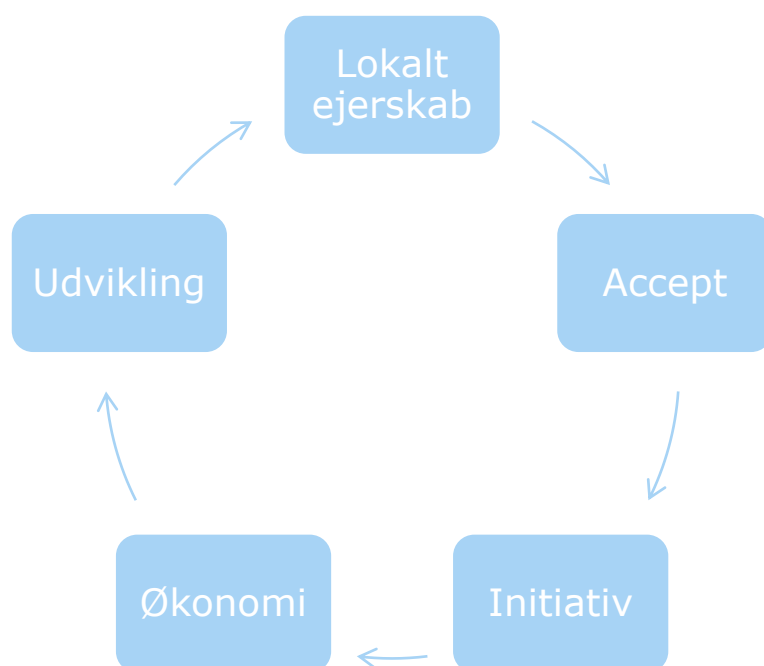 Lokalt
ejerskab
Accept
Initiativ
Økonomi
Udvikling